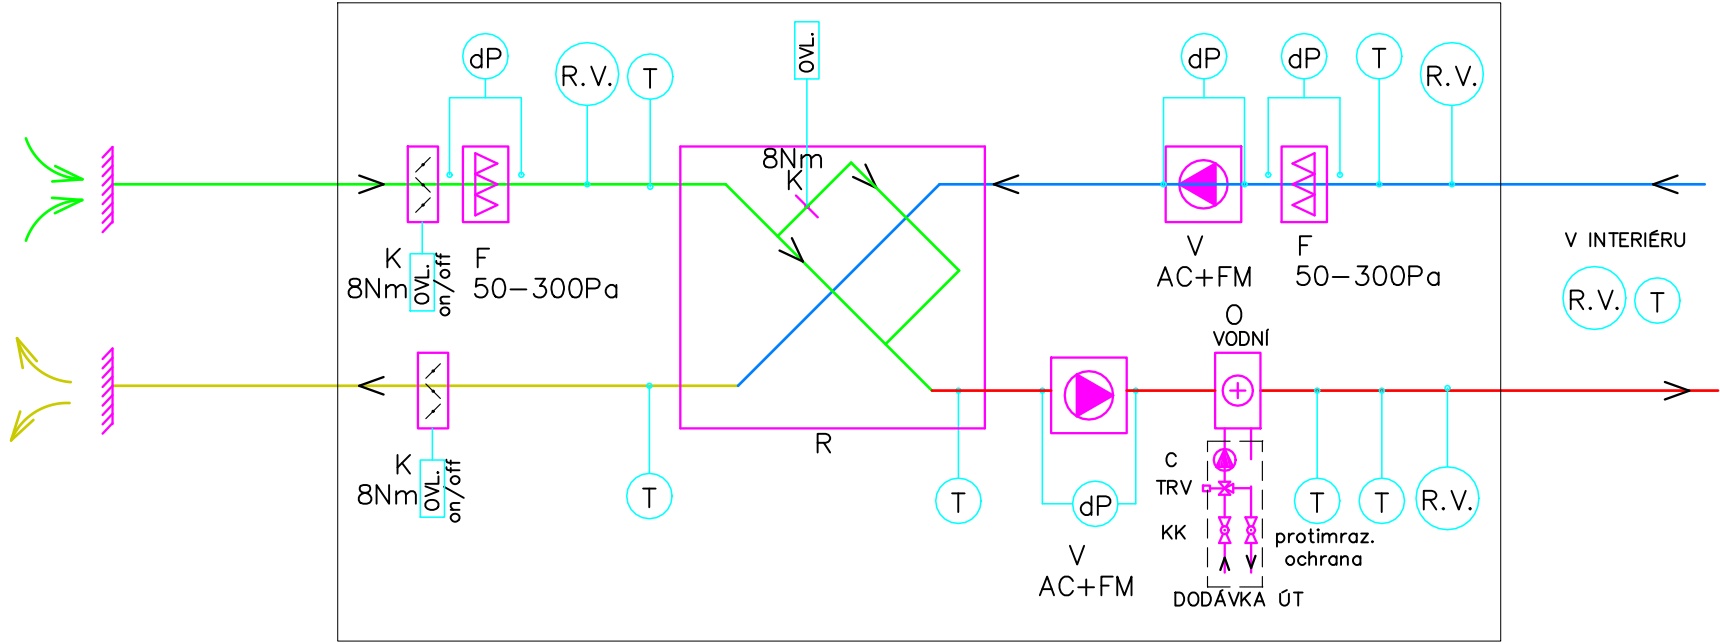 dP
R.V.
T
OVL.
dP
dP
T
R.V.
8Nm
K
K
8Nm
OVL.
on/off
F
50-300Pa
V
AC+FM
F
50-300Pa
V INTERIÉRU
R.V.
T
O
VODNÍ
R
K
8Nm
OVL.
on/off
T
T
dP
V
AC+FM
C
TRV
KK
T
T
R.V.
protimraz.
ochrana
DODÁVKA ÚT